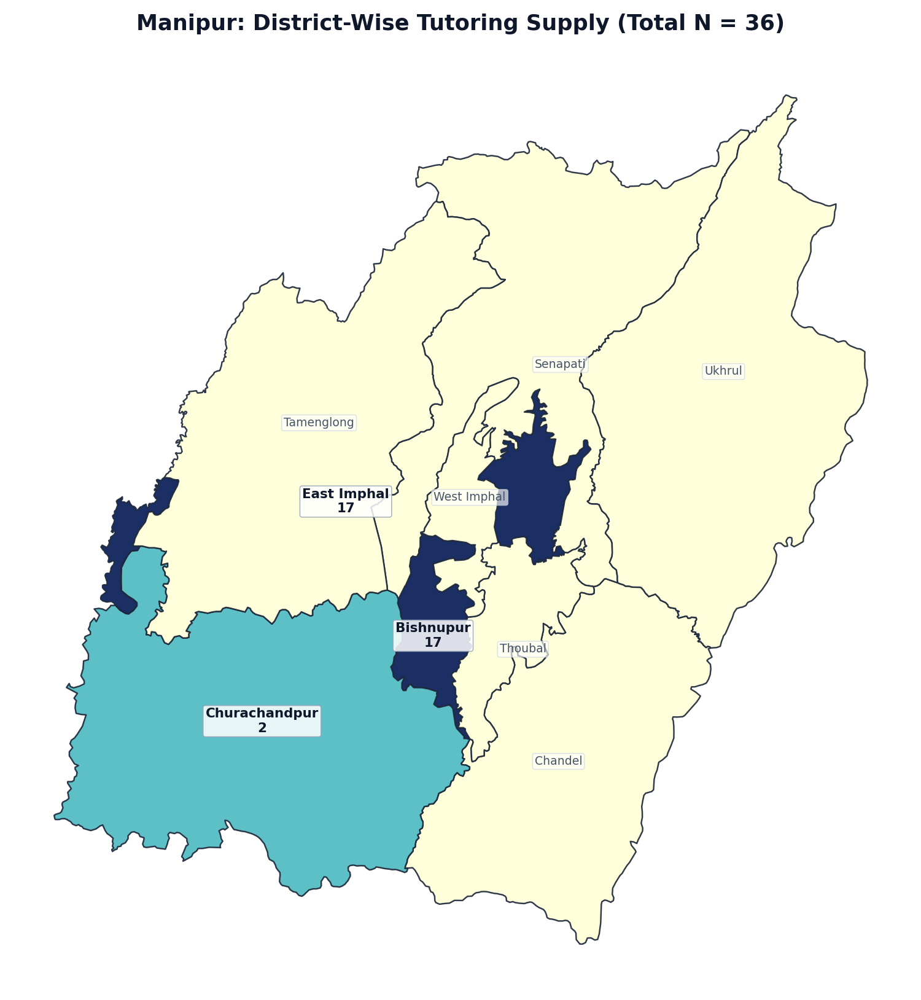 Manipur: District-Wise Tutoring Supply (Total N = 36)
Senapati
Ukhrul
Tamenglong
East Imphal
17
West Imphal
Bishnupur
17
Thoubal
Churachandpur
2
Chandel